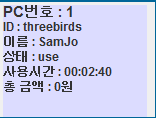 PC번호 : 1
ID : threebirds
이름 : SamJo
상태 : use
사용시간 : 00:02:40
총 금액 : 0원